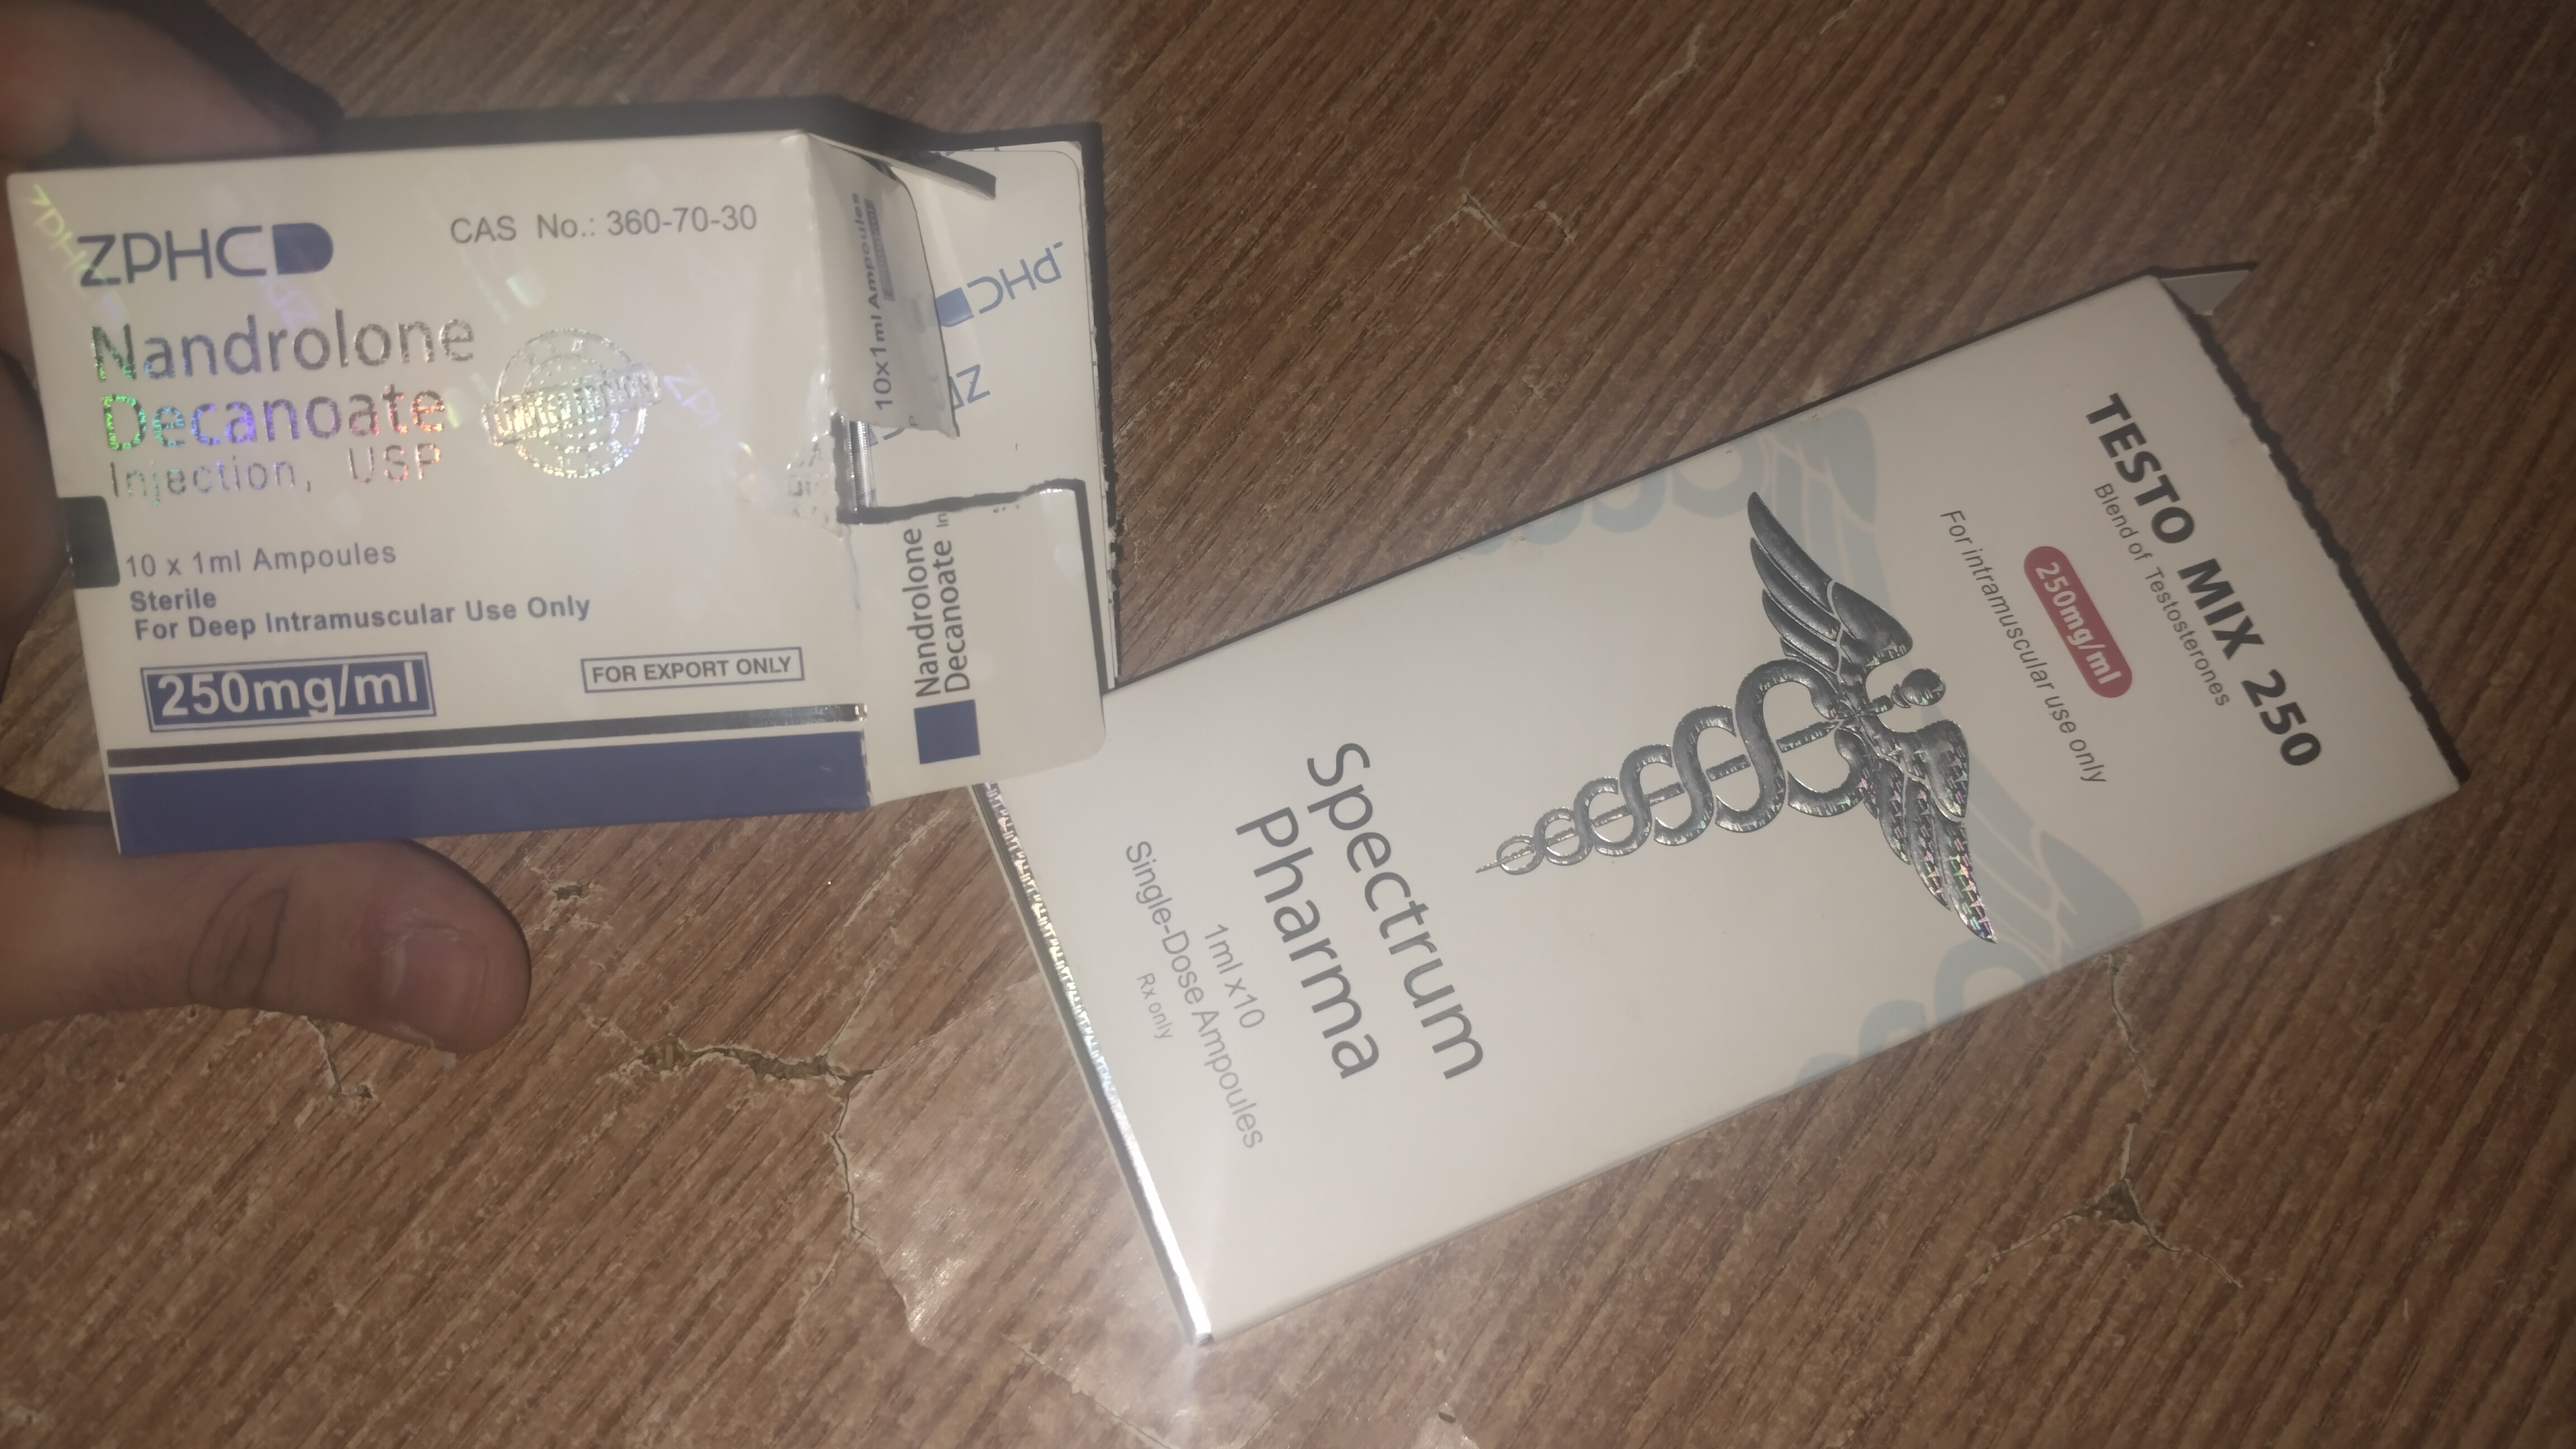 ZPHC
CAS No.: 360-70-30
Nandrolone
Decanoate
Injection, USP
10 x 1ml Ampoules
Sterile
For Deep Intramuscular Use Only
250mg/ml
FOR EXPORT ONLY
10x1ml Ampoules
Nandrolone
Decanoate
TESTO MIX 250
Blend of Testosterones
250mg/ml
For intramuscular use only
Spectrum
Pharma
1ml x10
Single-Dose Ampoules
Rx only